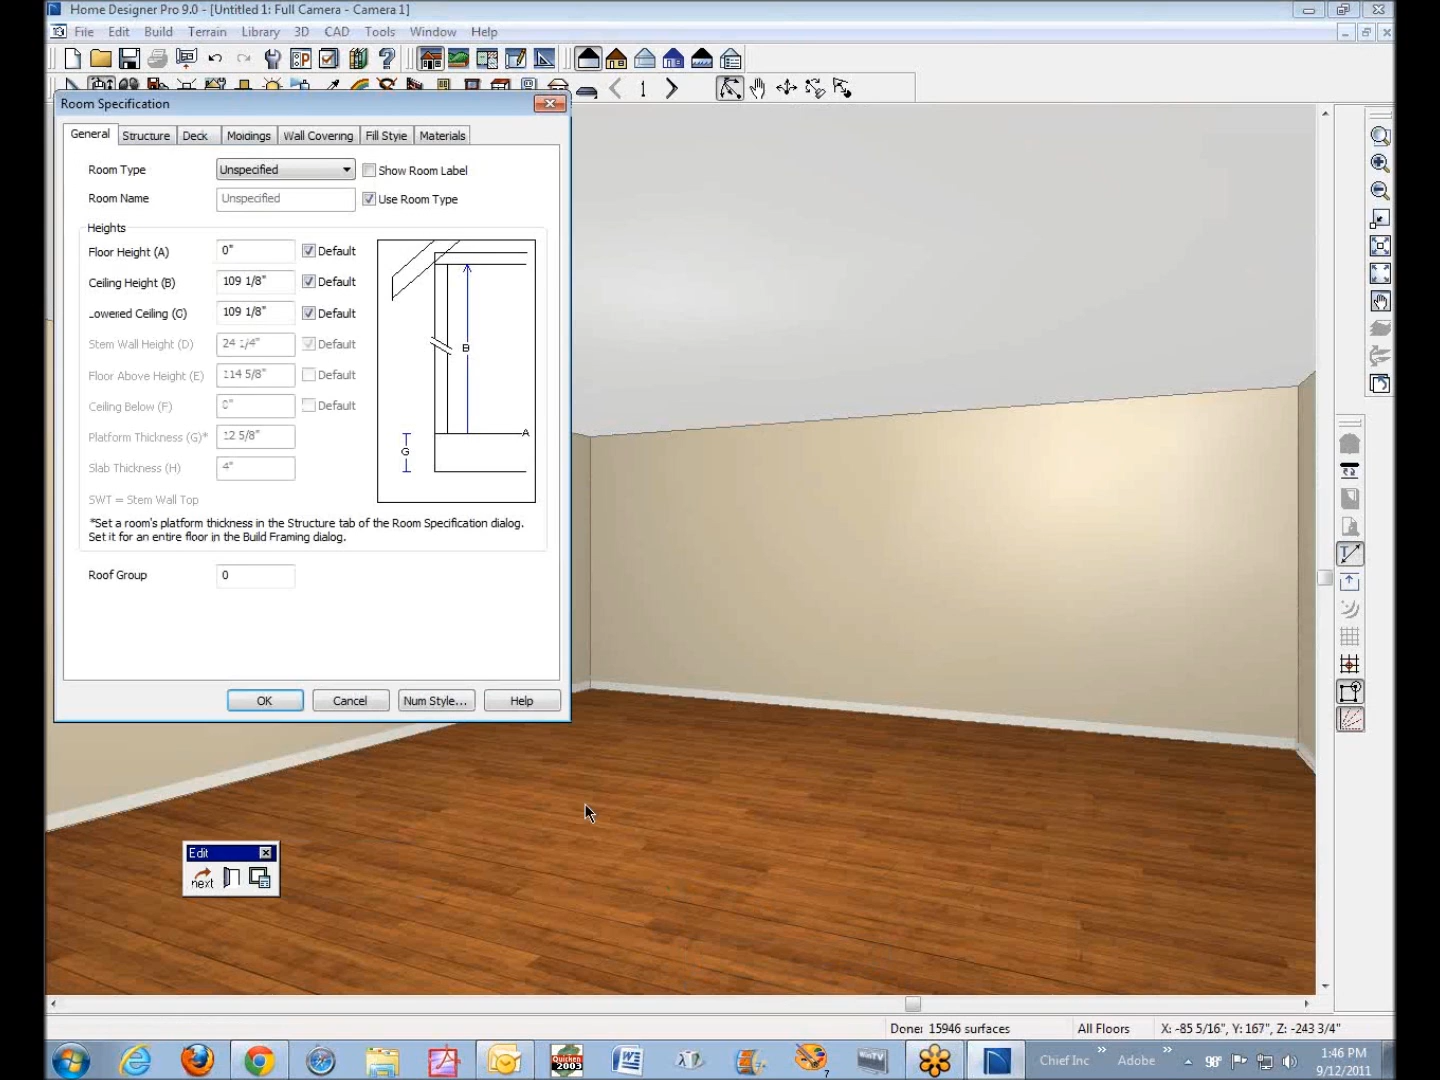 Home Designer Pro 9.0 - [Untitled 1: Full Camera - Camera 1]
File Edit Build Terrain Library 3D CAD Tools Window Help
1
Room Specification
General Structure Deck Moldings Wall Covering Fill Style Materials
Room Type Unspecified Show Room Label
Room Name Unspecified Use Room Type
Heights
Floor Height (A) 0" Default
Ceiling Height (B) 109 1/8" Default
Lowered Ceiling (C) 109 1/8" Default
Stem Wall Height (D) 24 1/4" Default
Floor Above Height (E) 114 5/8" Default
Ceiling Below (F) 0" Default
Platform Thickness (G)* 12 5/8"
Slab Thickness (H) 4"
SWT = Stem Wall Top
B
A
G
*Set a room's platform thickness in the Structure tab of the Room Specification dialog.
Set it for an entire floor in the Build Framing dialog.
Roof Group 0
OK Cancel Num Style... Help
Edit
next
Done: 15946 surfaces All Floors X: -85 5/16", Y: 167", Z: -243 3/4"
Quicken
2003
7
WinTV
Chief Inc » Adobe » 98° 1:46 PM
9/12/2011